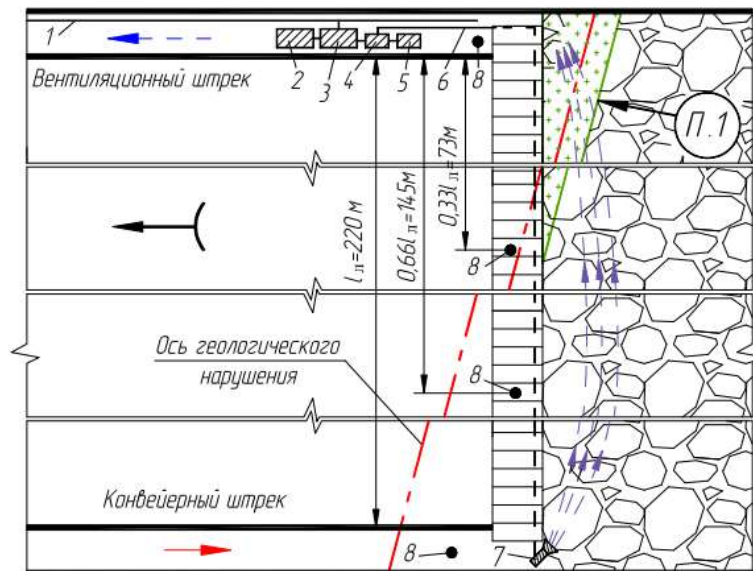 1
2
3
4
5
6
8
Вентиляционный штрек
П.1
lл=220 м
0,66lл=145м
0,33lл=73м
8
Ось геологического
нарушения
8
Конвейерный штрек
8
7